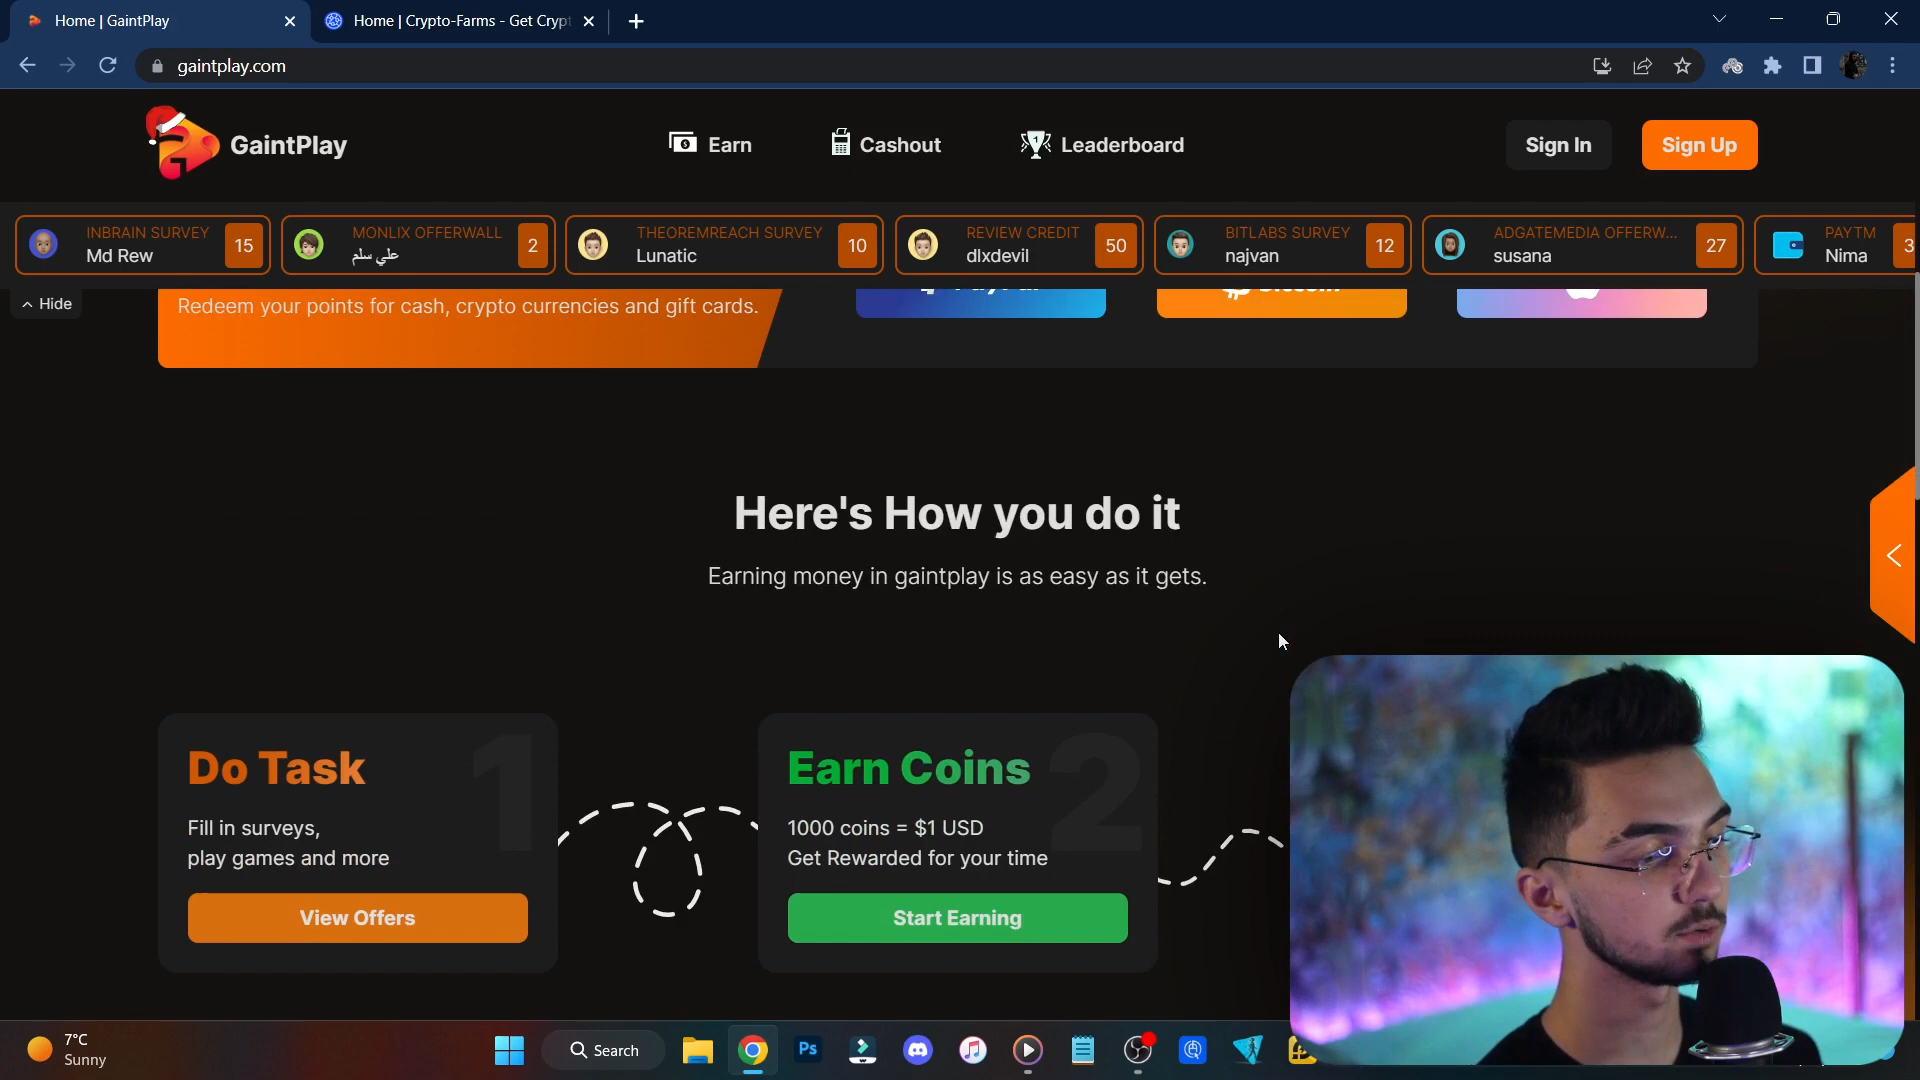 Home | GaintPlay
Home | Crypto-Farms - Get Crypt
gaintplay.com
GaintPlay
Earn
Cashout
Leaderboard
Sign In
Sign Up
INBRAIN SURVEY
Md Rew
15
MONLIX OFFERWALL
علي سلم
2
THEOREMREACH SURVEY
Lunatic
10
REVIEW CREDIT
dlxdevil
50
BITLABS SURVEY
najvan
12
ADGATEMEDIA OFFERW...
susana
27
PAYTM
Nima
3
Hide
Redeem your points for cash, crypto currencies and gift cards.
Here's How you do it
Earning money in gaintplay is as easy as it gets.
1
Do Task
Fill in surveys,
play games and more
View Offers
2
Earn Coins
1000 coins = $1 USD
Get Rewarded for your time
Start Earning
7°C
Sunny
Search
Ps